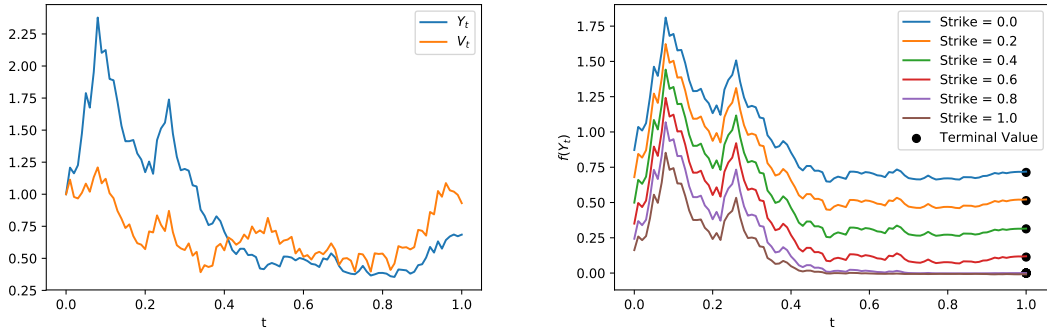 2.25
2.00
1.75
1.50
1.25
1.00
0.75
0.50
0.25
0.0 0.2 0.4 0.6 0.8 1.0
t
Y_t
V_t
1.75
1.50
1.25
1.00
0.75
0.50
0.25
0.00
f(Y_t)
0.0 0.2 0.4 0.6 0.8 1.0
t
Strike = 0.0
Strike = 0.2
Strike = 0.4
Strike = 0.6
Strike = 0.8
Strike = 1.0
Terminal Value